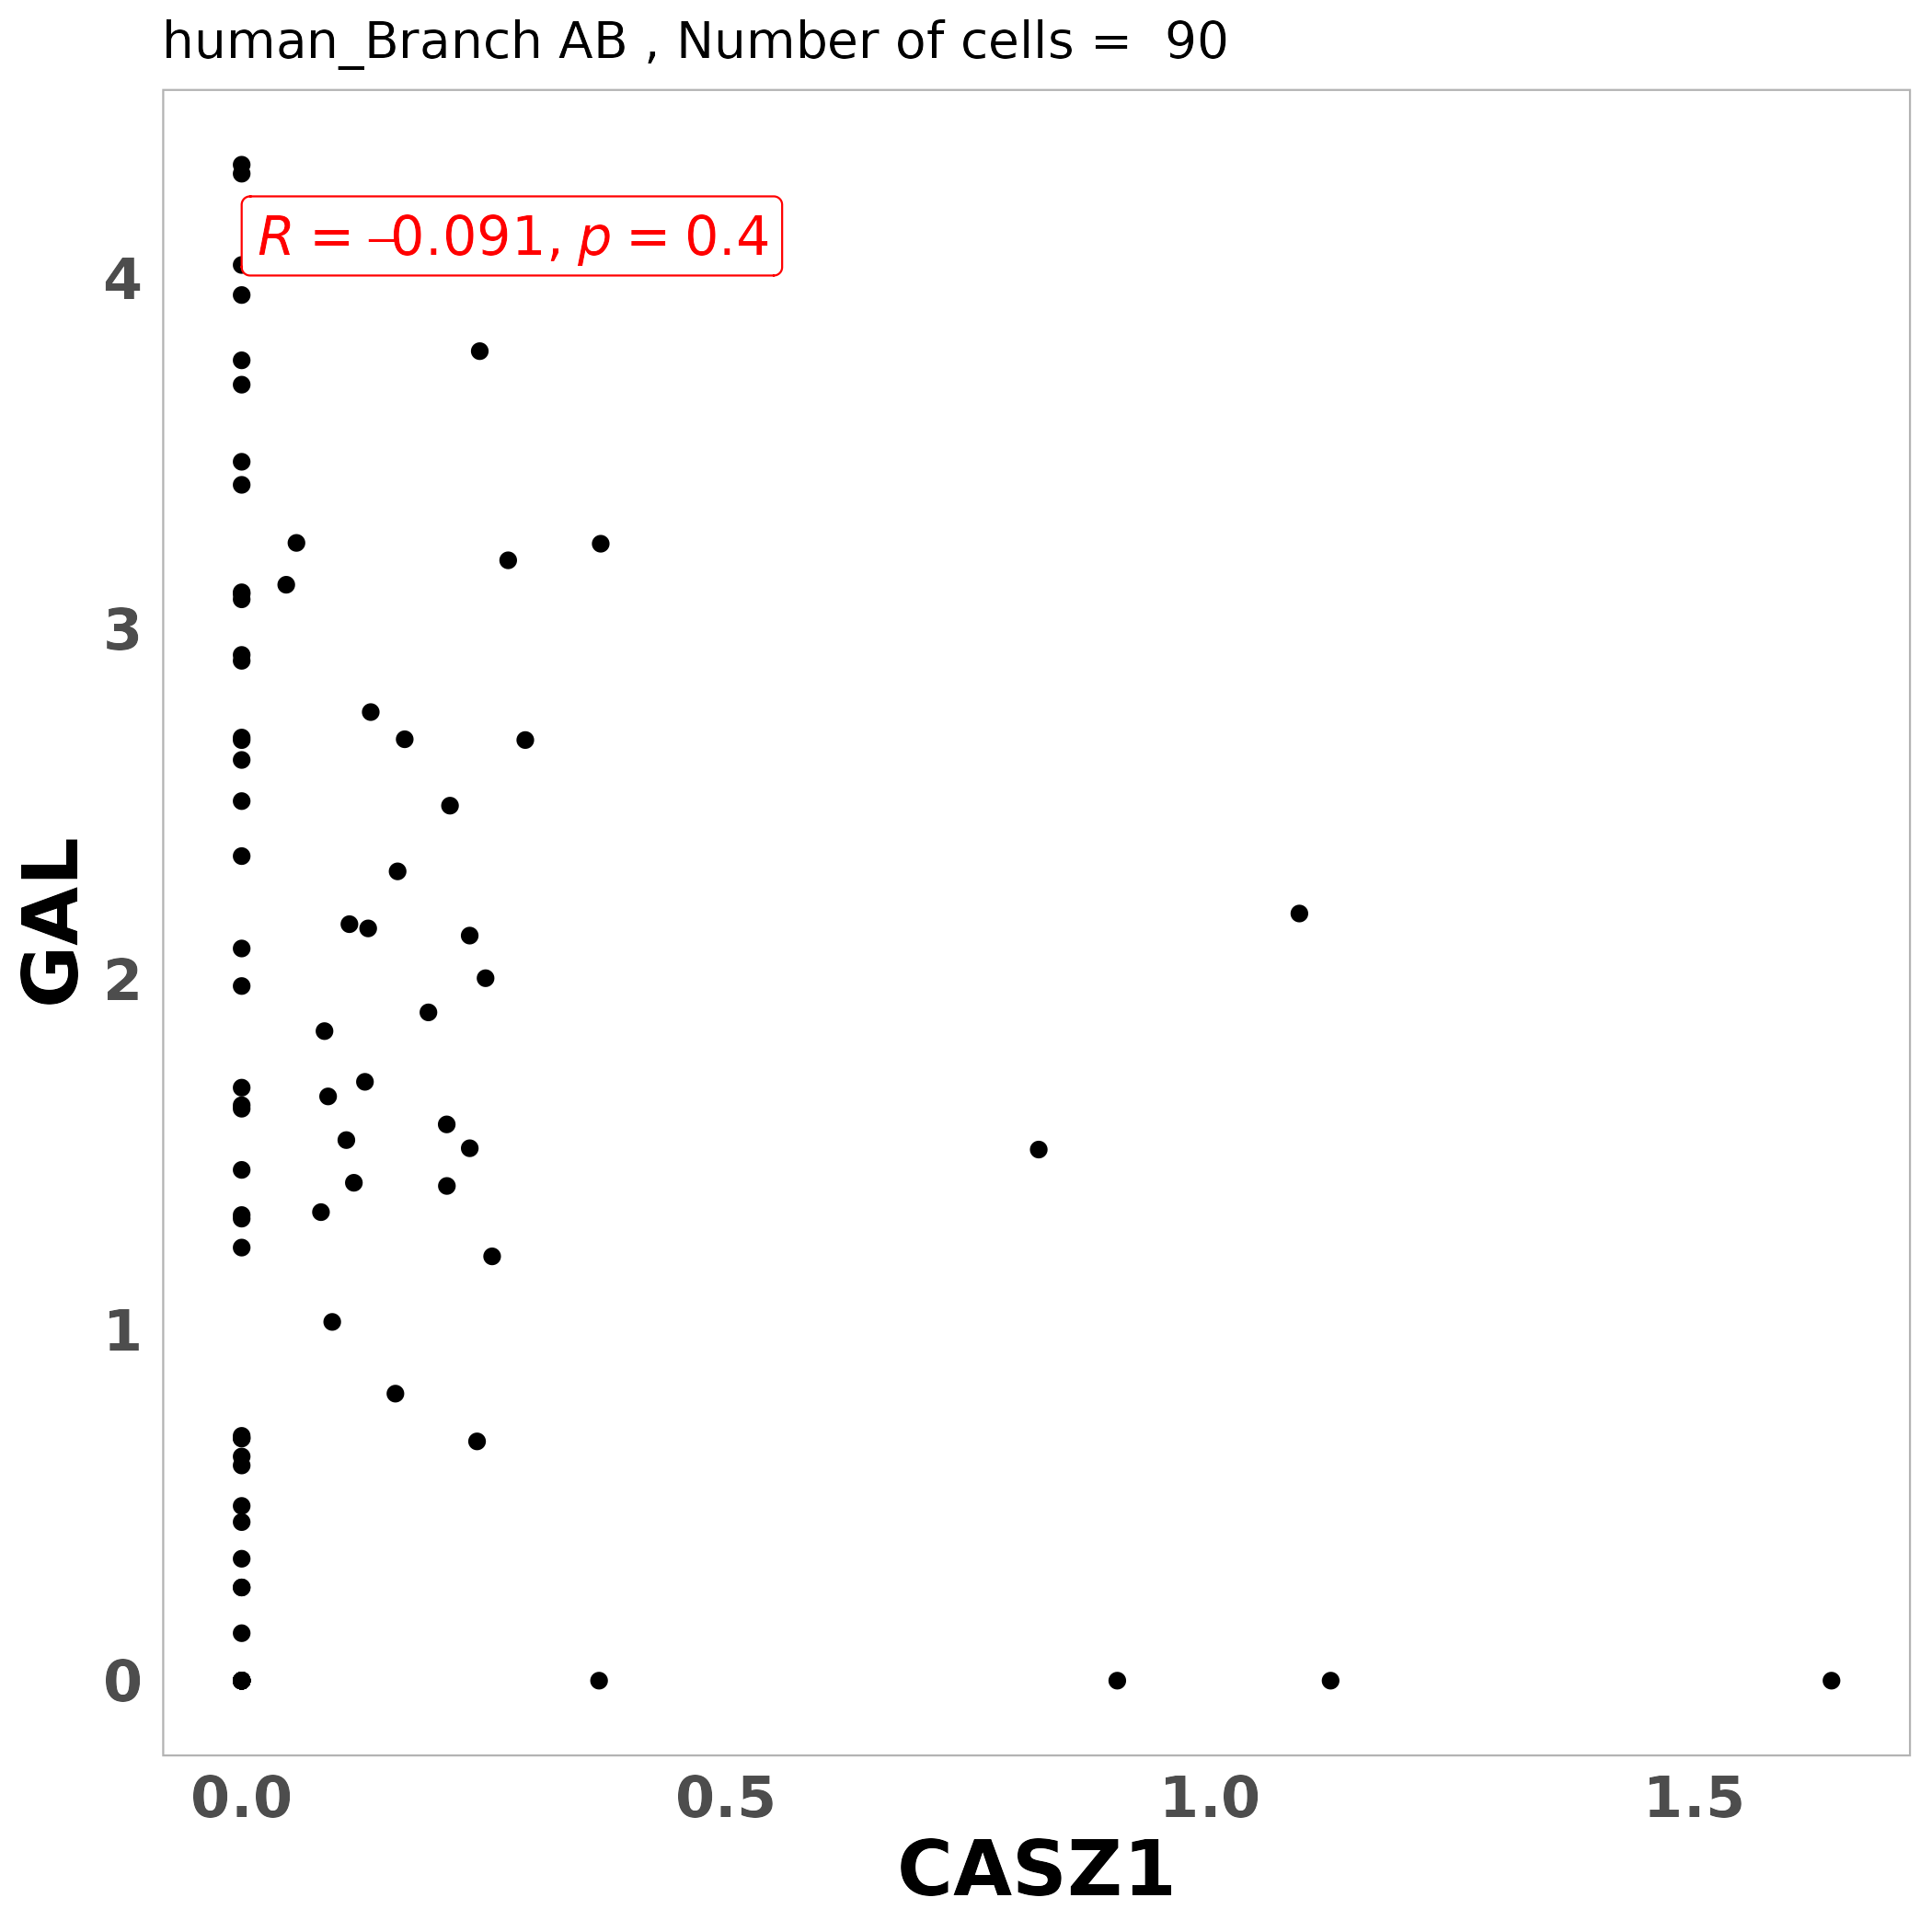 human_Branch AB , Number of cells =  90
R = –0.091, p = 0.4
4
3
2
1
0
GAL
0.0 0.5 1.0 1.5
CASZ1